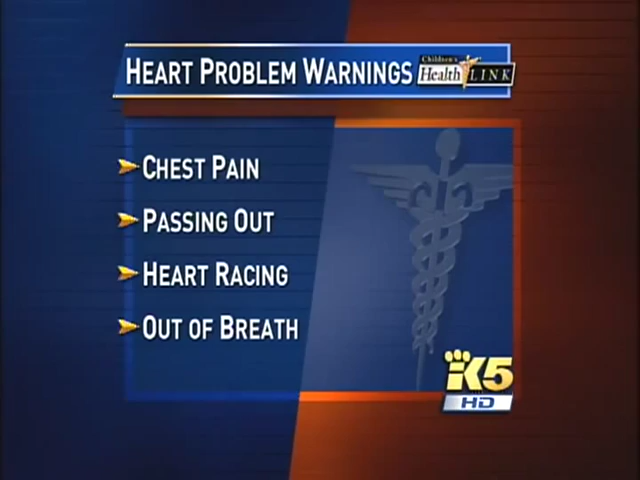 HEART PROBLEM WARNINGS
Children's
Health LINK
CHEST PAIN
PASSING OUT
HEART RACING
OUT OF BREATH
K5
HD